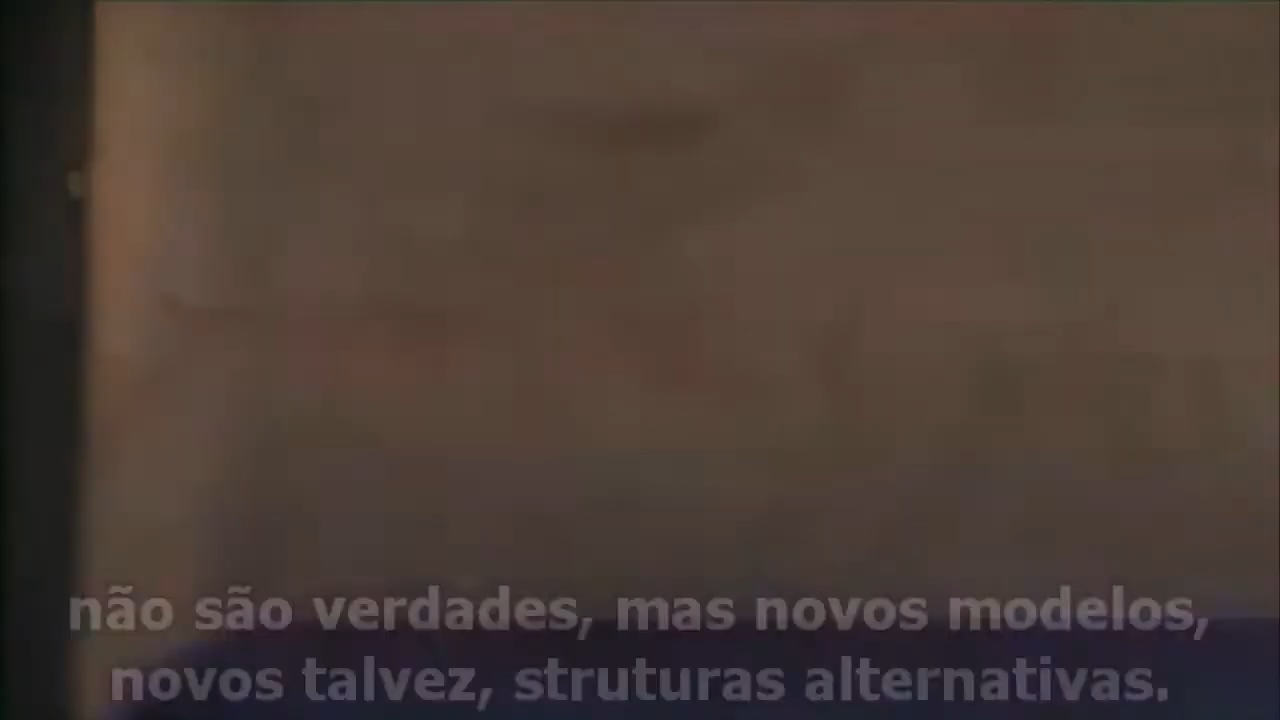 não são verdades, mas novos modelos,
novos talvez, struturas alternativas.